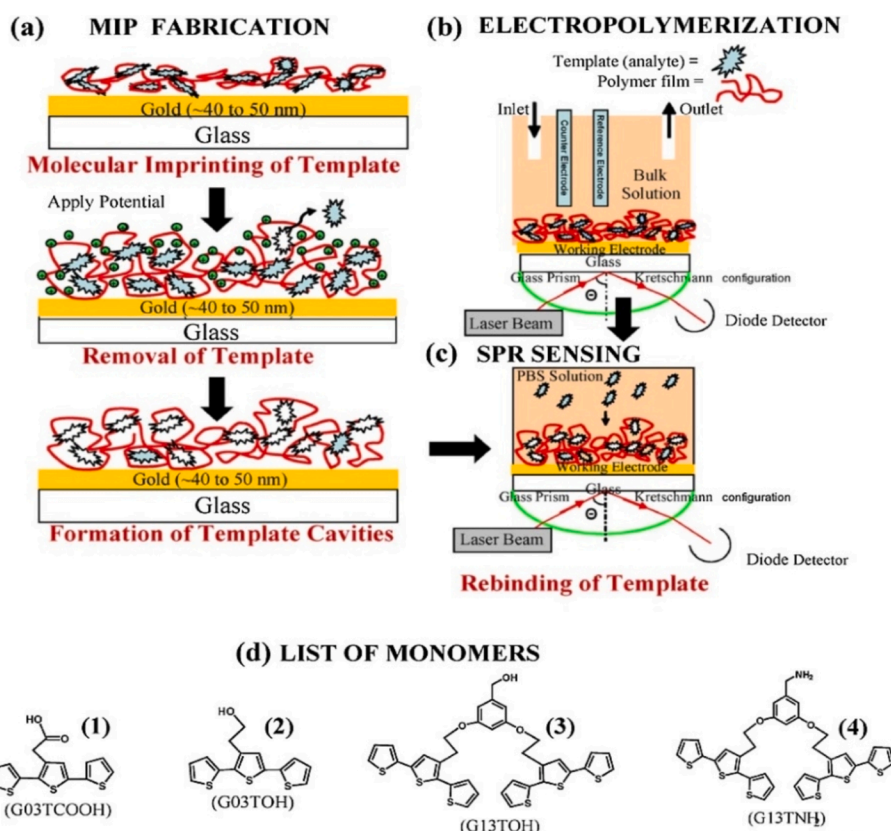 (a) MIP FABRICATION
Gold (~40 to 50 nm)
Glass
Molecular Imprinting of Template
Apply Potential
Gold (~40 to 50 nm)
Glass
Removal of Template
Gold (~40 to 50 nm)
Glass
Formation of Template Cavities
(b) ELECTROPOLYMERIZATION
Template (analyte) =
Polymer film =
Inlet
Outlet
Counter Electrode
Reference Electrode
Bulk
Solution
Working Electrode
Glass
Glass Prism
Kretschmann configuration
Θ
Laser Beam
Diode Detector
(c) SPR SENSING
PBS Solution
Working Electrode
Glass
Glass Prism
Kretschmann configuration
Θ
Laser Beam
Diode Detector
Rebinding of Template
(d) LIST OF MONOMERS
HO
O
(1)
S
S
S
(G03TCOOH)
HO
(2)
S
S
S
(G03TOH)
OH
(3)
O
O
S
S
S
S
S
S
(G13TOH)
NH2
(4)
O
O
S
S
S
S
S
S
(G13TNH2)